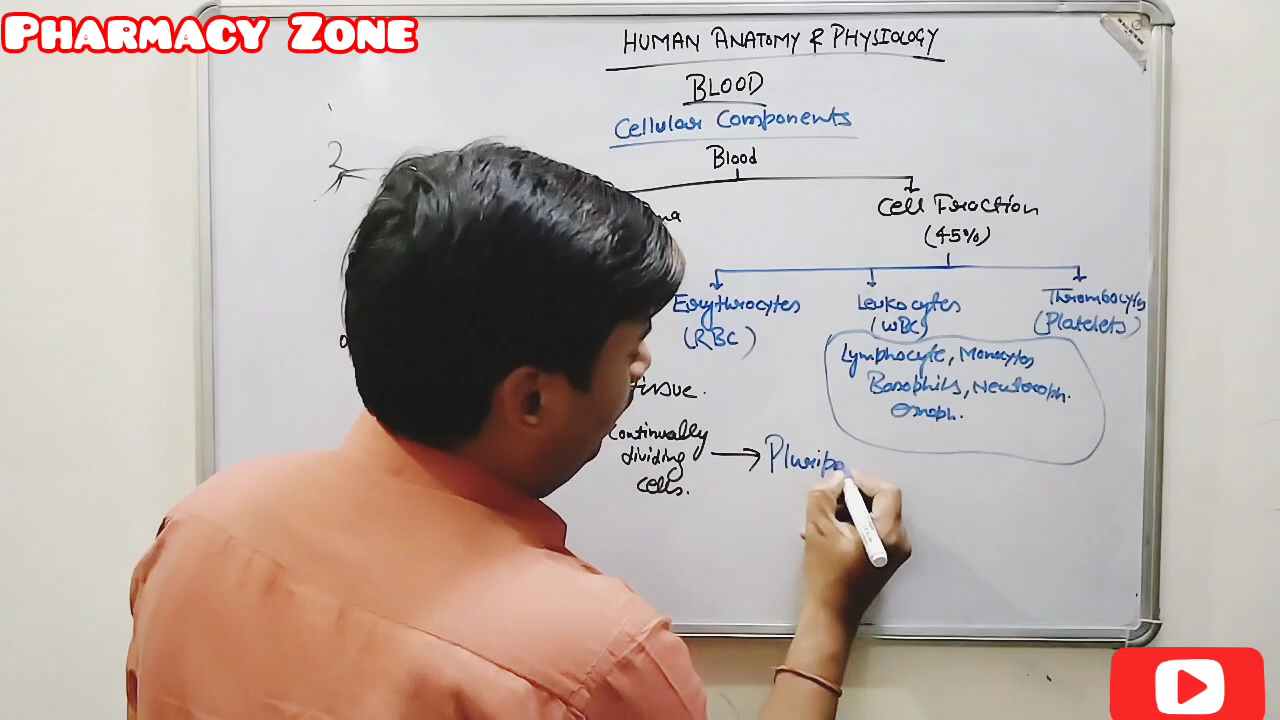 PHARMACY ZONE
HUMAN ANATOMY & PHYSIOLOGY
BLOOD
Cellular Components
Blood
Cell Fraction
(45%)
Erythrocytes
(RBC)
Leukocytes
(WBC)
Thrombocytes
(Platelets)
Lymphocyte, Monocytes
Basophils, Neutroph.
tissue.
Continually
dividing
cells.
Pluripo